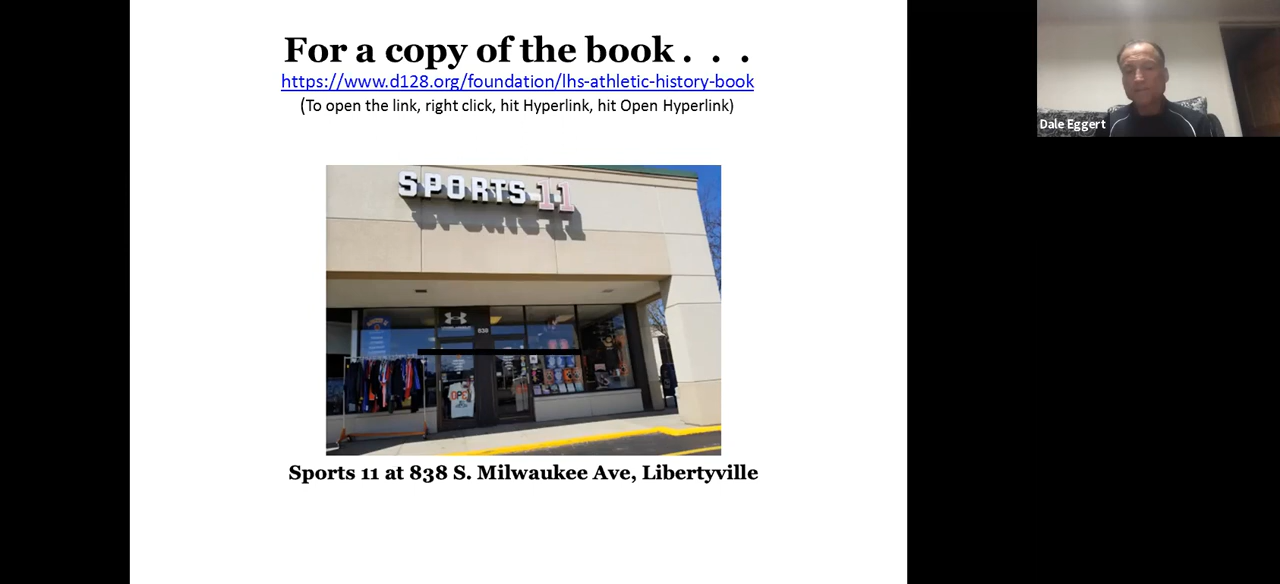 For a copy of the book . . .
https://www.d128.org/foundation/lhs-athletic-history-book
(To open the link, right click, hit Hyperlink, hit Open Hyperlink)
Dale Eggert
SPORTS 11
838
Sports 11 at 838 S. Milwaukee Ave, Libertyville